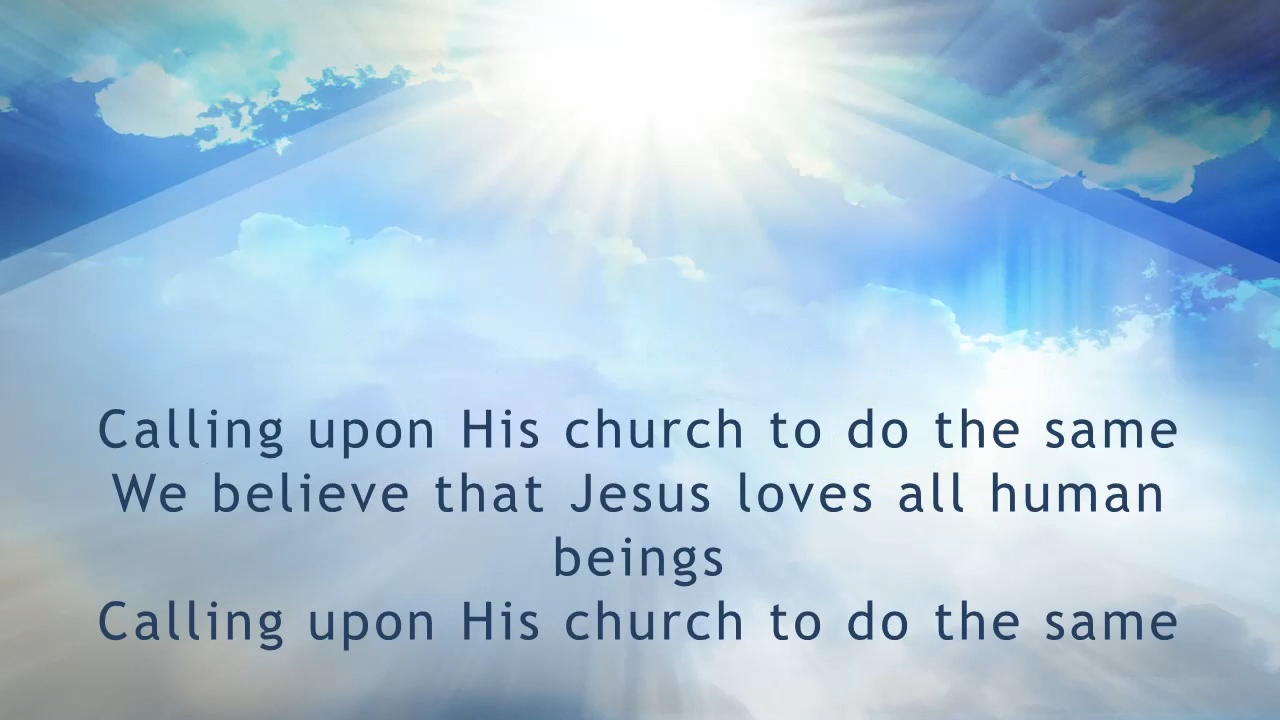 Calling upon His church to do the same
We believe that Jesus loves all human
beings
Calling upon His church to do the same